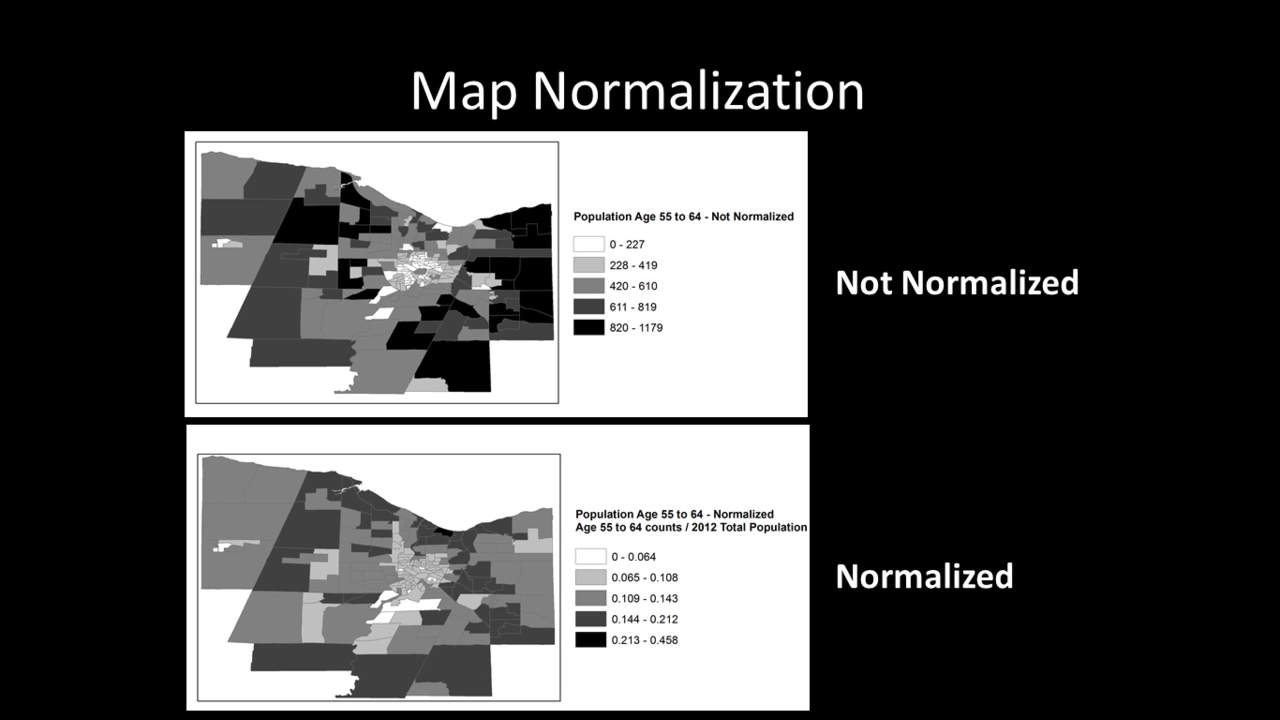 Map Normalization
Population Age 55 to 64 - Not Normalized
0 - 227
228 - 419
420 - 610
611 - 819
820 - 1179
Not Normalized
Population Age 55 to 64 - Normalized
Age 55 to 64 counts / 2012 Total Population
0 - 0.064
0.065 - 0.108
0.109 - 0.143
0.144 - 0.212
0.213 - 0.458
Normalized